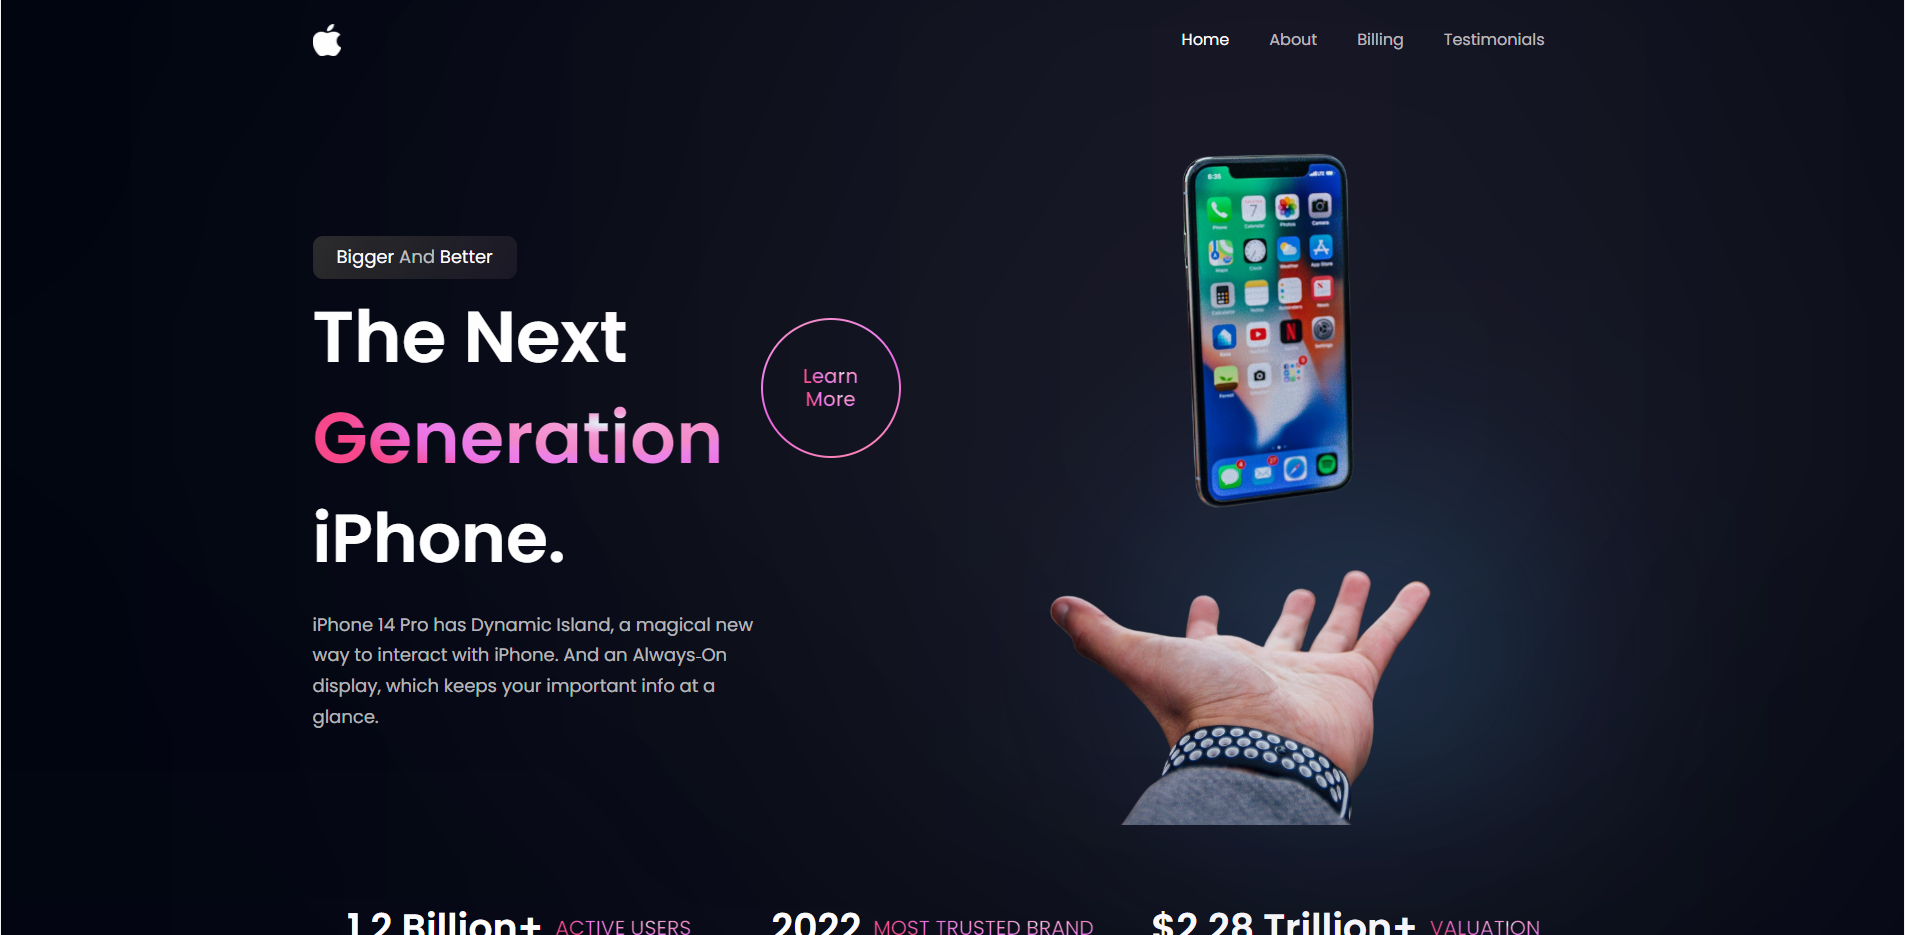 Home About Billing Testimonials
Bigger And Better
The Next
Generation
iPhone.
Learn
More
iPhone 14 Pro has Dynamic Island, a magical new
way to interact with iPhone. And an Always-On
display, which keeps your important info at a
glance.
1.2 Billion+ ACTIVE USERS 2022 MOST TRUSTED BRAND $2.28 Trillion+ VALUATION